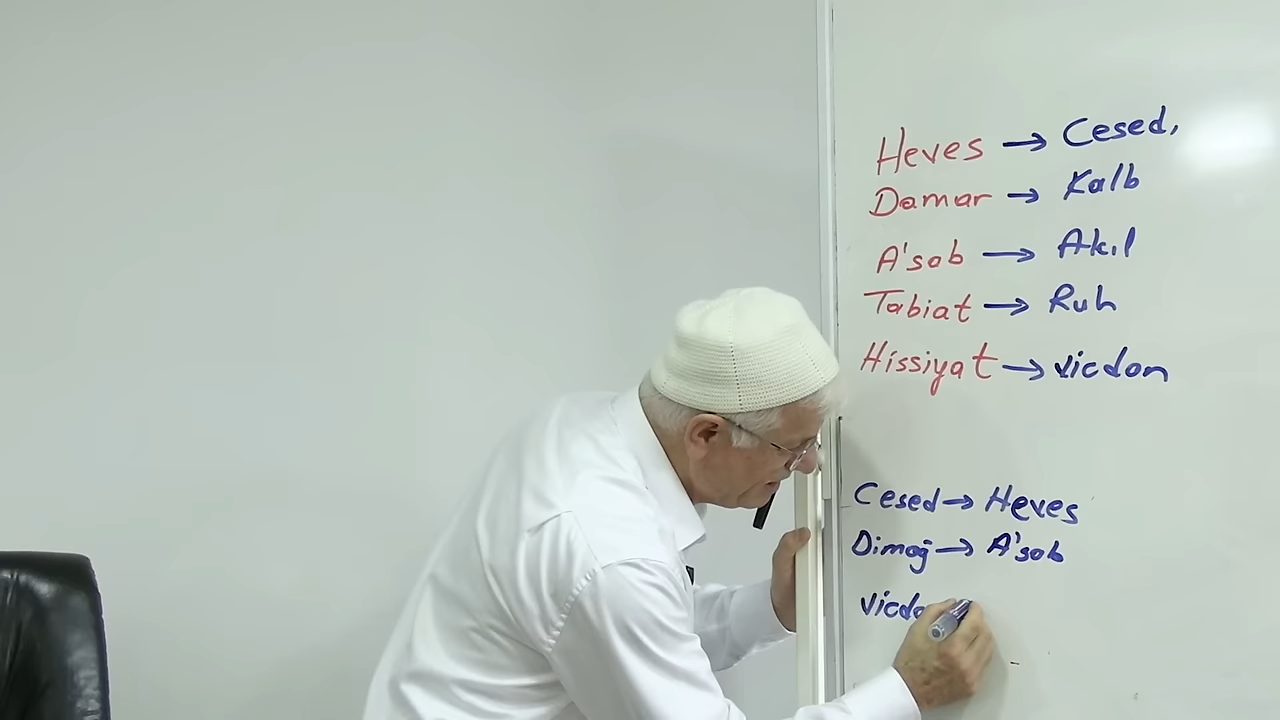 Heves → Cesed,
Damar → Kalb
A'sab → Akıl
Tabiat → Ruh
Hissiyat → vicdan
Cesed → Heves
Dimağ → A'sab